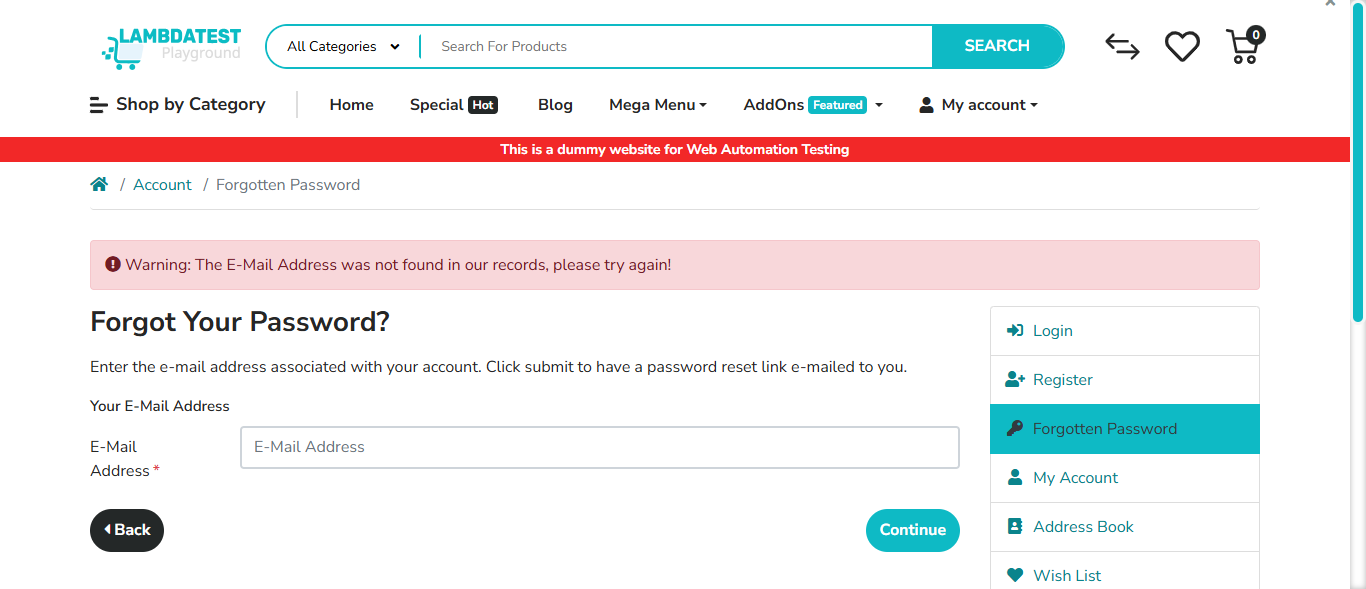 LAMBDATEST
Playground
All Categories
Search For Products
SEARCH
0
Shop by Category
Home
Special Hot
Blog
Mega Menu
AddOns Featured
My account
This is a dummy website for Web Automation Testing
/ Account / Forgotten Password
Warning: The E-Mail Address was not found in our records, please try again!
Forgot Your Password?
Enter the e-mail address associated with your account. Click submit to have a password reset link e-mailed to you.
Your E-Mail Address
E-Mail
Address *
E-Mail Address
Back
Continue
Login
Register
Forgotten Password
My Account
Address Book
Wish List